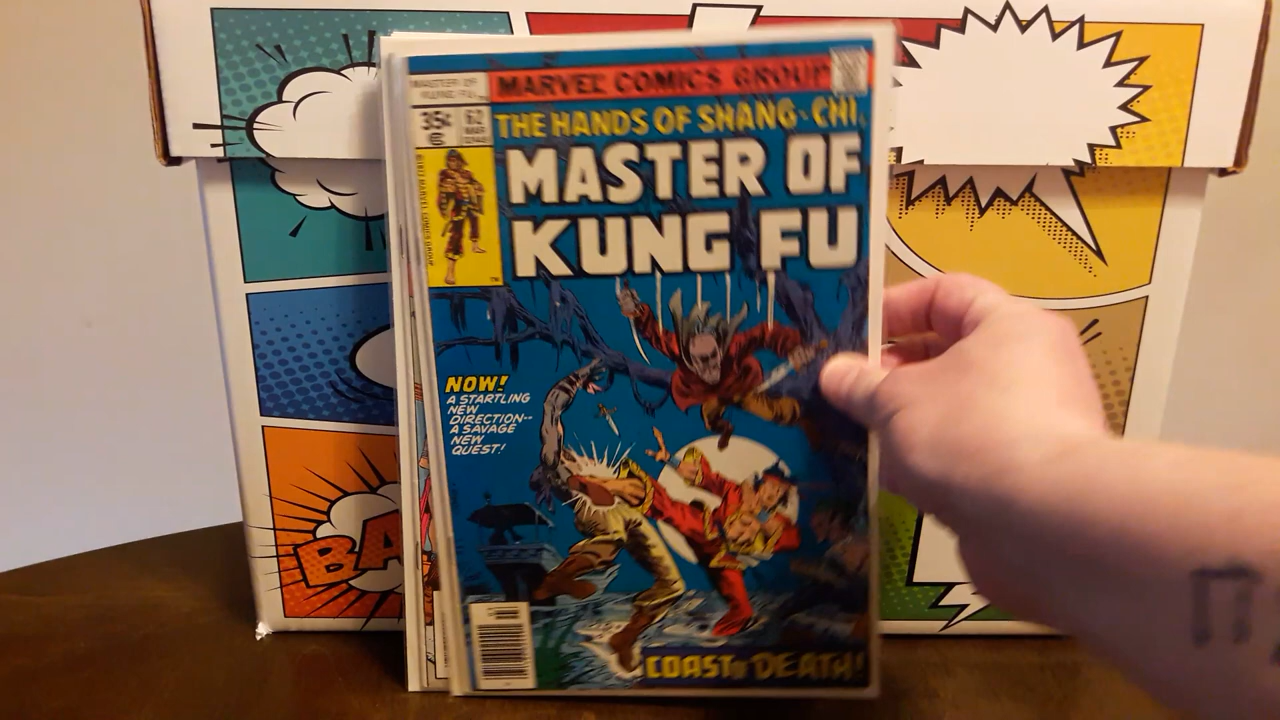 MASTER OF
KUNG FU
MARVEL COMICS GROUP
35¢
62
MAR
THE HANDS OF SHANG-CHI,
MASTER OF
KUNG FU
NOW!
A STARTLING
NEW
DIRECTION--
A SAVAGE
NEW
QUEST!
COAST OF DEATH!
BA